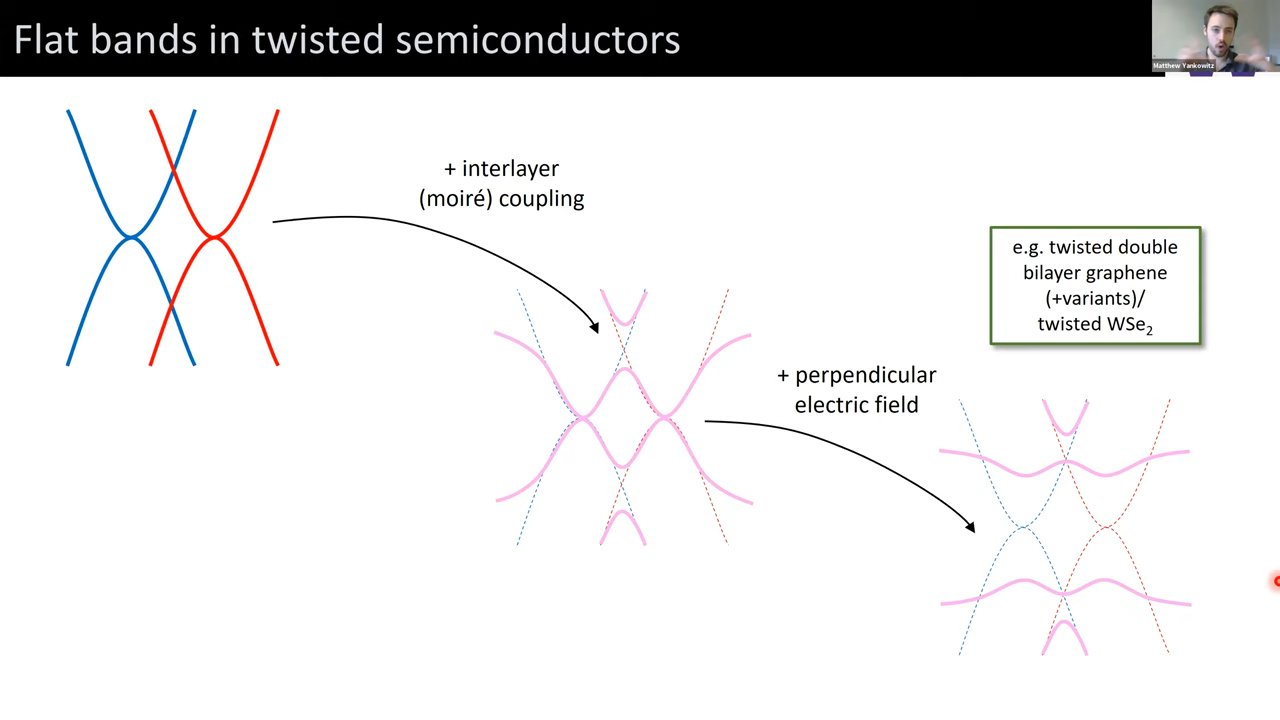 Flat bands in twisted semiconductors
Matthew Yankowitz
+ interlayer
(moiré) coupling
e.g. twisted double
bilayer graphene
(+variants)/
twisted WSe₂
+ perpendicular
electric field